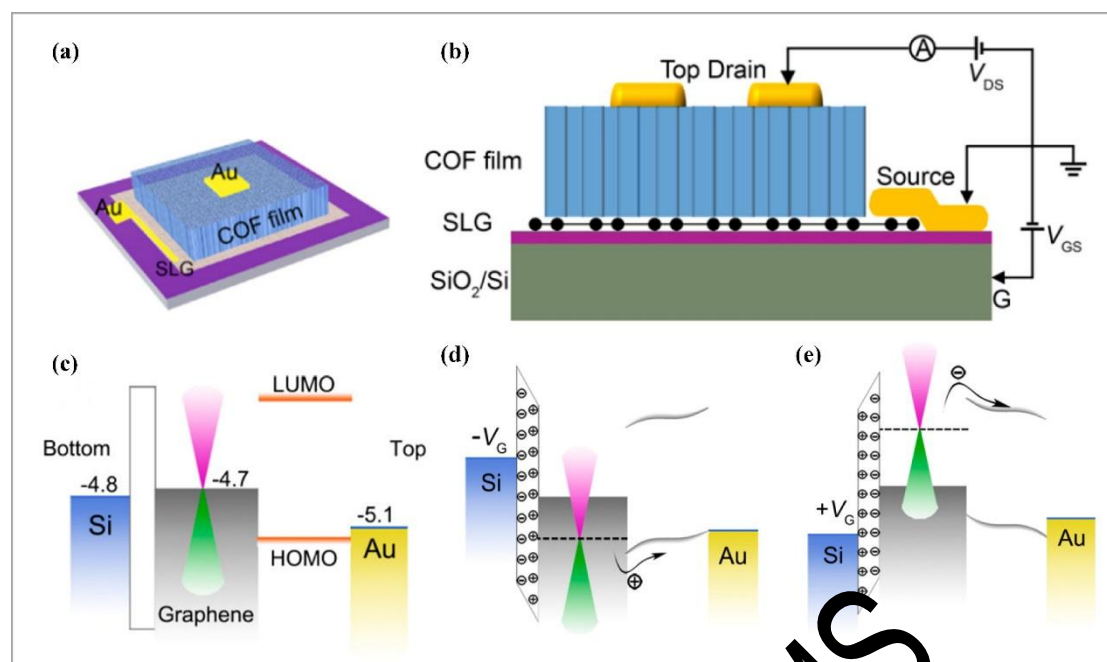 (a)
Au
Au
COF film
SLG
(b)
Top Drain
A
V_DS
COF film
Source
SLG
V_GS
SiO₂/Si
G
(c)
LUMO
Bottom
Top
-4.8
-4.7
Si
-5.1
HOMO
Au
Graphene
(d)
-V_G
Si
Au
(e)
+V_G
Si
Au
MS